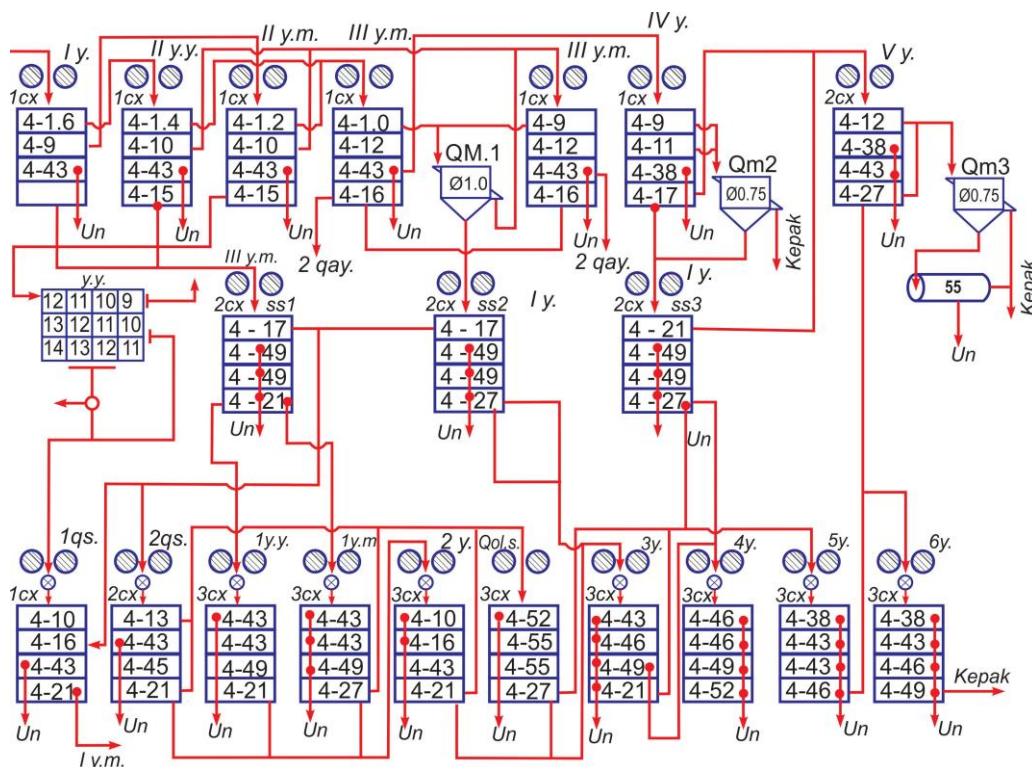 I y.
II y.y.
II y.m.
III y.m.
III y.m.
IV y.
V y.
1cx
1cx
1cx
1cx
1cx
1cx
2cx
4-1.6
4-9
4-43
Un
4-1.4
4-10
4-43
4-15
Un
4-1.2
4-10
4-43
4-15
Un
4-1.0
4-12
4-43
4-16
2 qay.
Un
QM.1
Ø1.0
4-9
4-12
4-43
4-16
Un
2 qay.
4-9
4-11
4-38
4-17
Un
Qm2
Ø0.75
Kepak
4-12
4-38
4-43
4-27
Un
Qm3
Ø0.75
55
Un
Kepak
y.y.
12 11 10 9
13 12 11 10
14 13 12 11
III y.m.
2cx ss1
4 - 17
4 - 49
4 - 49
4 - 21
Un
I y.
2cx ss2
4 - 17
4 - 49
4 - 49
4 - 27
Un
I y.
2cx ss3
4 - 21
4 - 49
4 - 49
4 - 27
Un
1qs.
1cx
4-10
4-16
4-43
4-21
Un
I y.m.
2qs.
2cx
4-13
4-43
4-45
4-21
Un
1y.y.
3cx
4-43
4-43
4-49
4-21
Un
1y.m
3cx
4-43
4-43
4-49
4-27
Un
2 y.
3cx
4-10
4-16
4-43
4-21
Un
Qol.s.
3cx
4-52
4-55
4-55
4-27
Un
3y.
3cx
4-43
4-46
4-49
4-21
Un
4y.
3cx
4-46
4-46
4-49
4-52
Un
5y.
3cx
4-38
4-43
4-43
4-46
Un
6y.
3cx
4-38
4-43
4-46
4-49
Un
Kepak